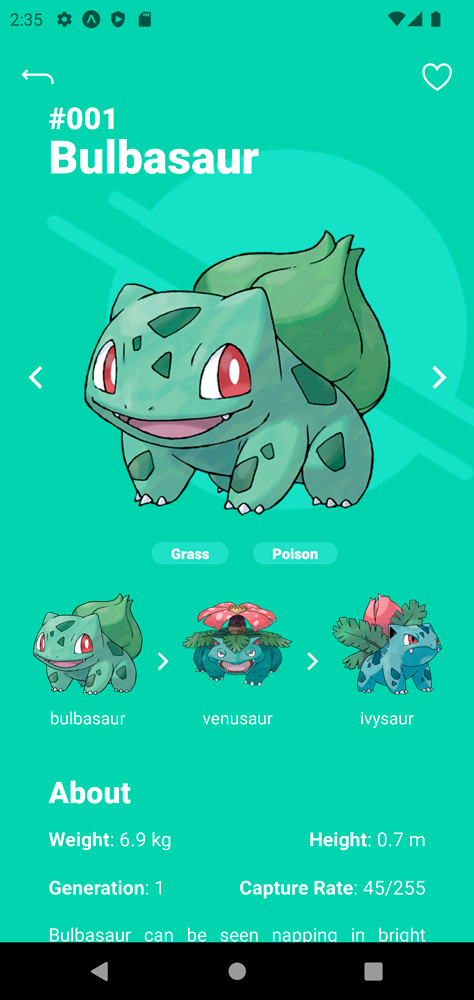 2:35
#001
Bulbasaur
Grass Poison
bulbasaur venusaur ivysaur
About
Weight: 6.9 kg Height: 0.7 m
Generation: 1 Capture Rate: 45/255
Bulbasaur can be seen napping in bright